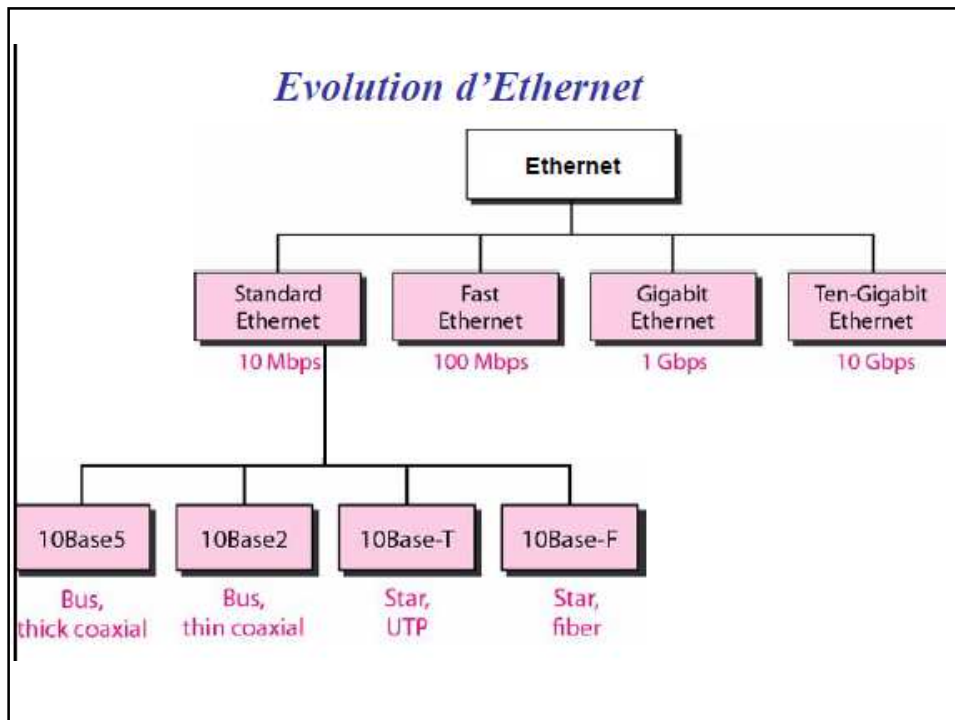 Evolution d’Ethernet
Ethernet
Standard
Ethernet
10 Mbps
Fast
Ethernet
100 Mbps
Gigabit
Ethernet
1 Gbps
Ten-Gigabit
Ethernet
10 Gbps
10Base5
Bus,
thick coaxial
10Base2
Bus,
thin coaxial
10Base-T
Star,
UTP
10Base-F
Star,
fiber